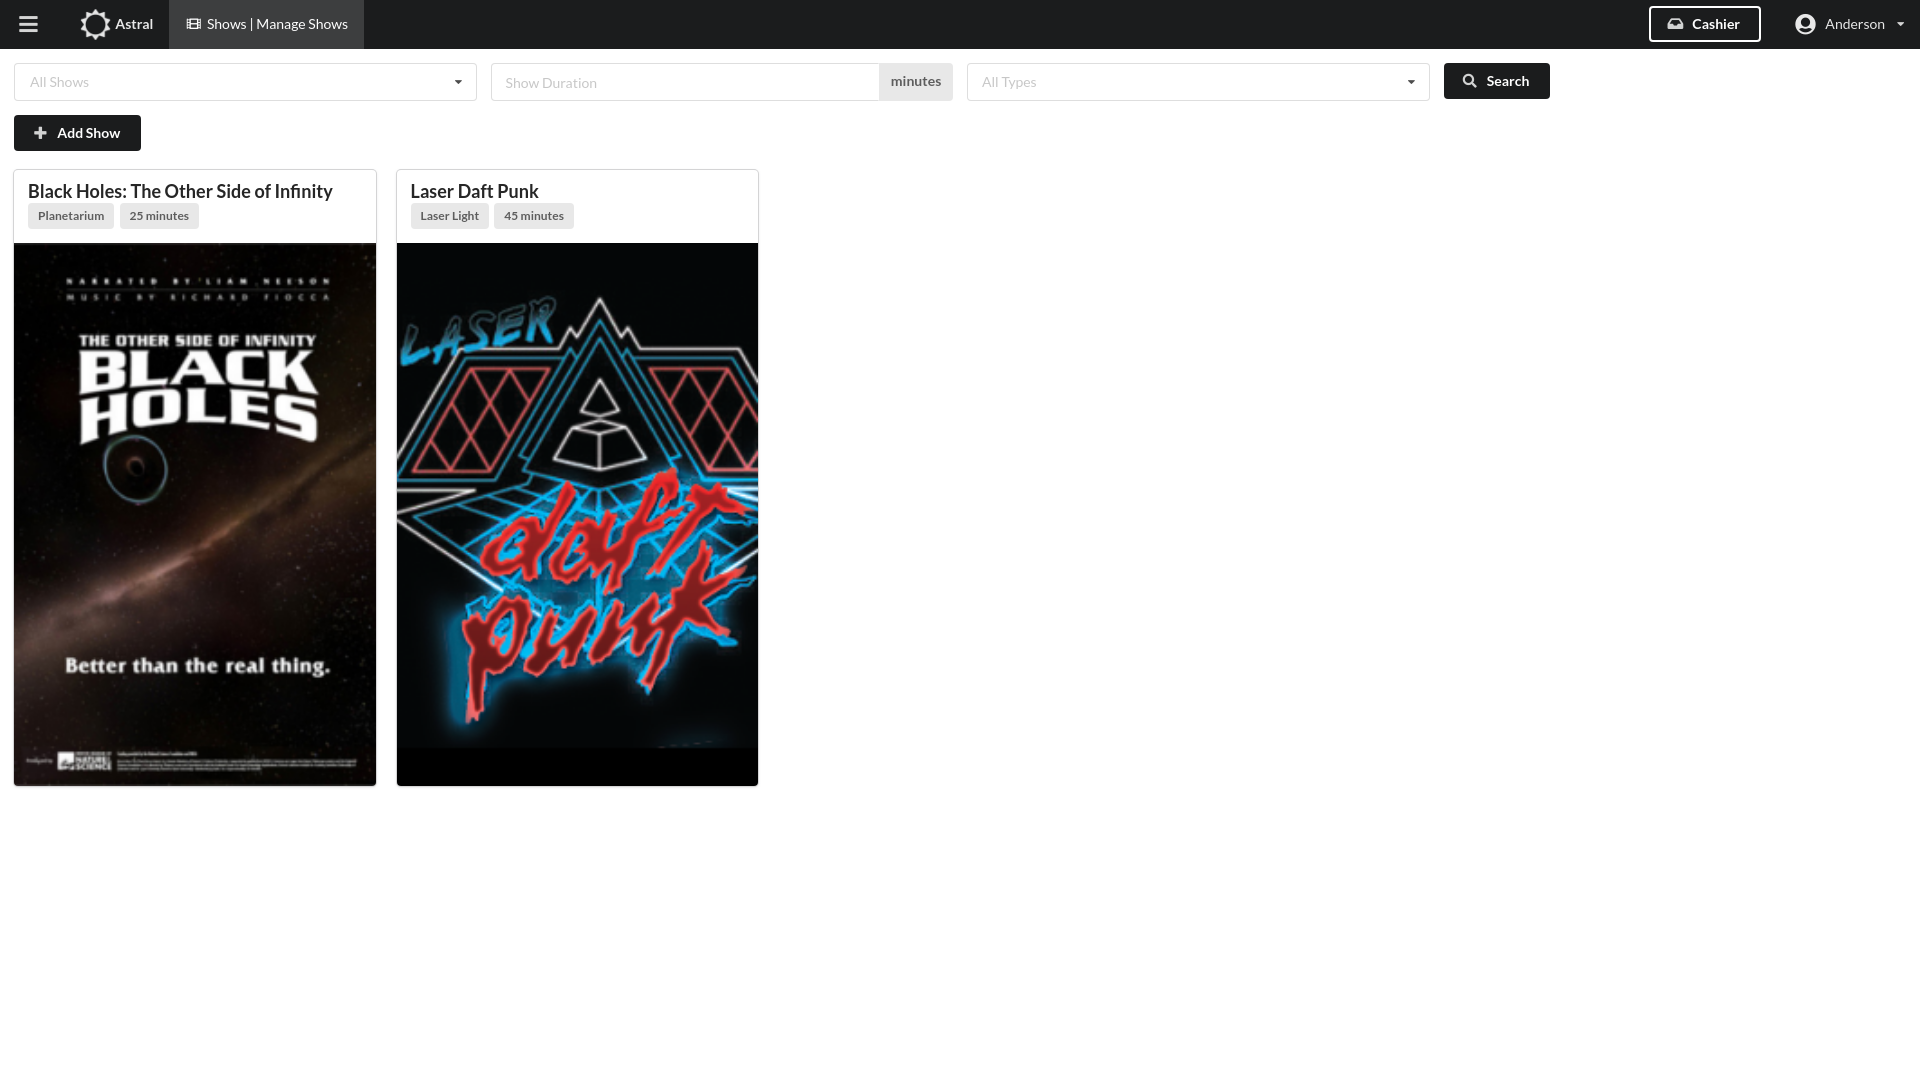 Astral
Shows | Manage Shows
Cashier
Anderson
All Shows
Show Duration
minutes
All Types
Search
Add Show
Black Holes: The Other Side of Infinity
Planetarium
25 minutes
NARRATED BY LIAM NEESON
MUSIC BY RICHARD FIOCCA
THE OTHER SIDE OF INFINITY
BLACK
HOLES
Better than the real thing.
NATURE&
SCIENCE
Laser Daft Punk
Laser Light
45 minutes
LASER
daft
punk